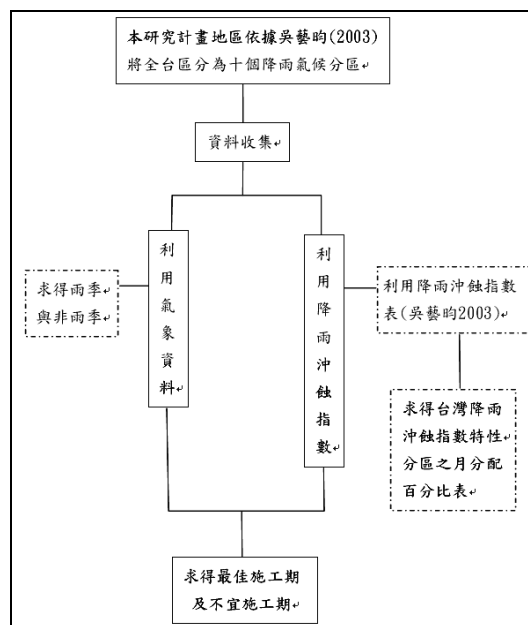 本研究計畫地區依據吳藝昀(2003)
將全台區分為十個降雨氣候分區↵
資料收集↵
利用氣象資料↵
利用降雨沖蝕指數↵
求得雨季↵
與非雨季↵
利用降雨沖蝕指數↵
表(吳藝昀2003)↵
求得台灣降雨↵
沖蝕指數特性↵
分區之月分配↵
百分比表↵
求得最佳施工期↵
及不宜施工期↵